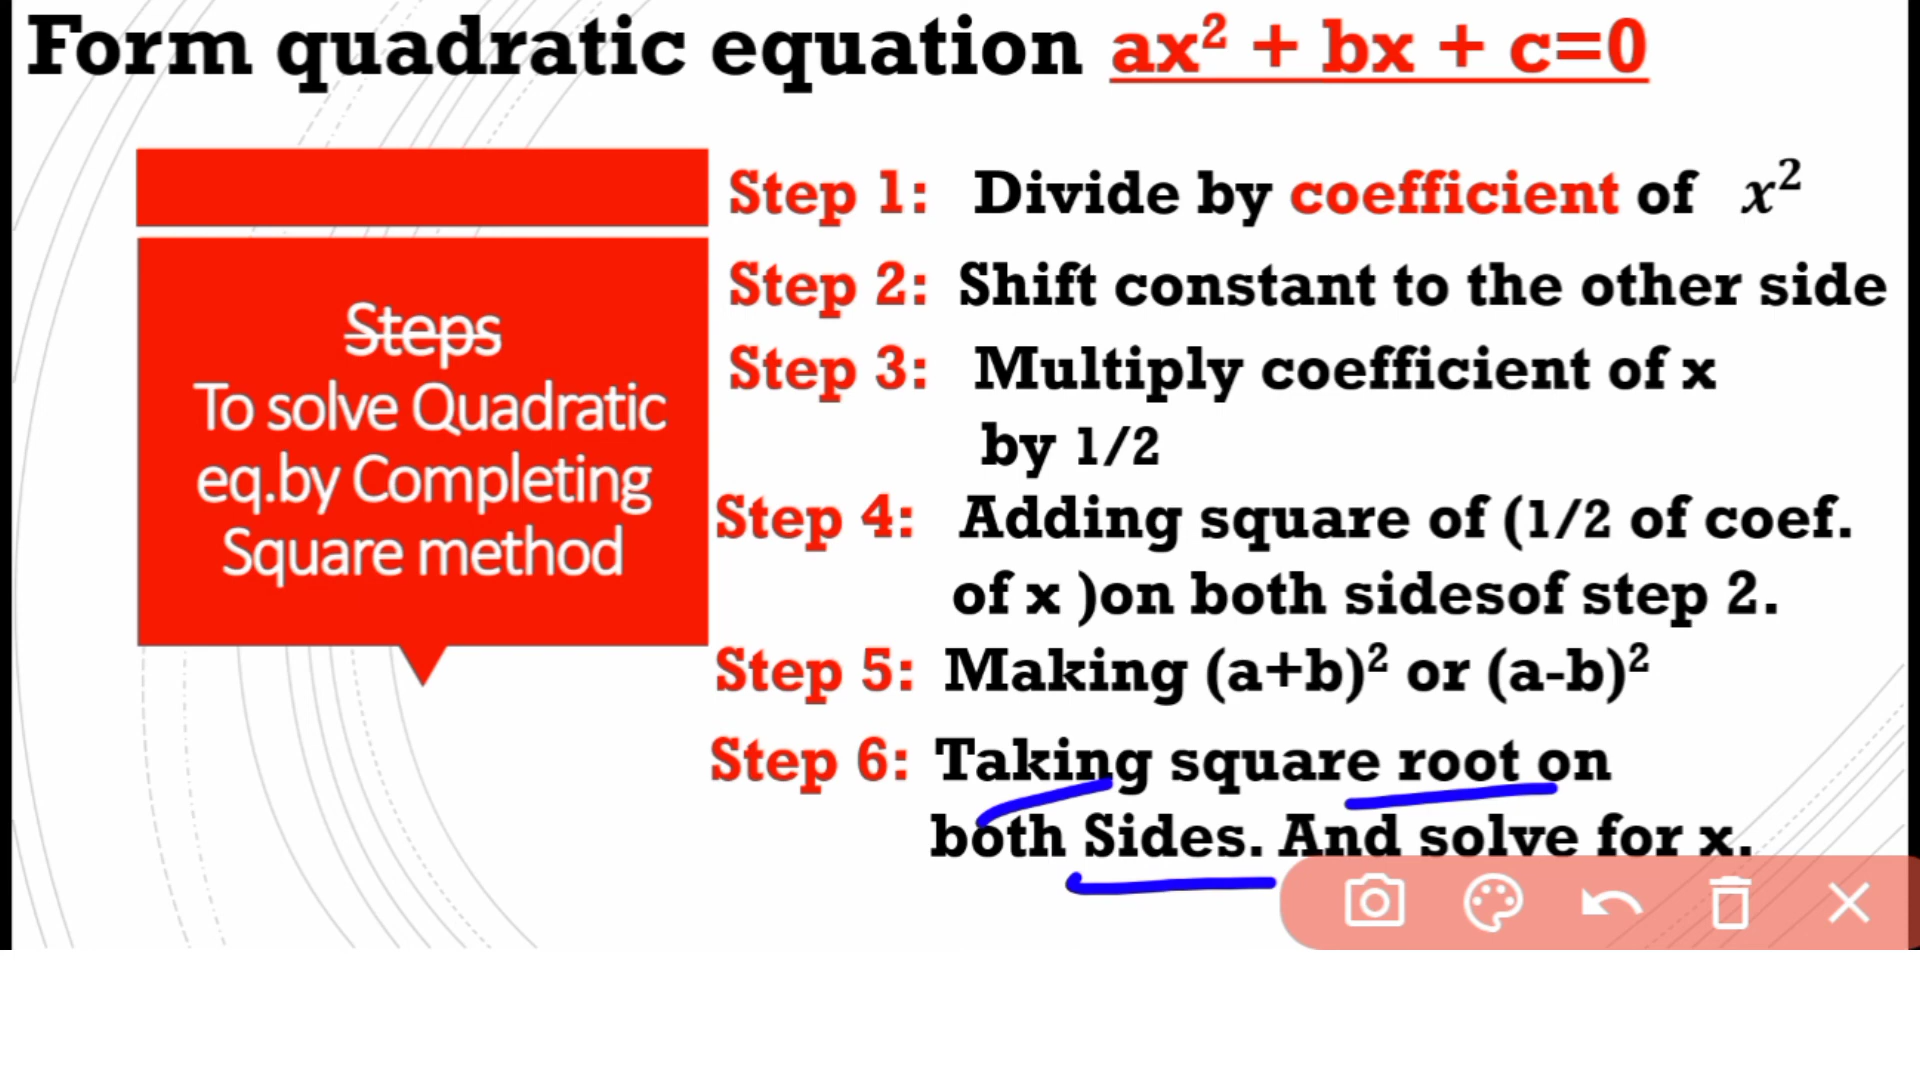 Form quadratic equation ax² + bx + c=0
Steps
To solve Quadratic
eq.by Completing
Square method
Step 1: Divide by coefficient of x²
Step 2: Shift constant to the other side
Step 3: Multiply coefficient of x
by 1/2
Step 4: Adding square of (1/2 of coef.
of x )on both sidesof step 2.
Step 5: Making (a+b)² or (a-b)²
Step 6: Taking square root on
both Sides. And solve for x.